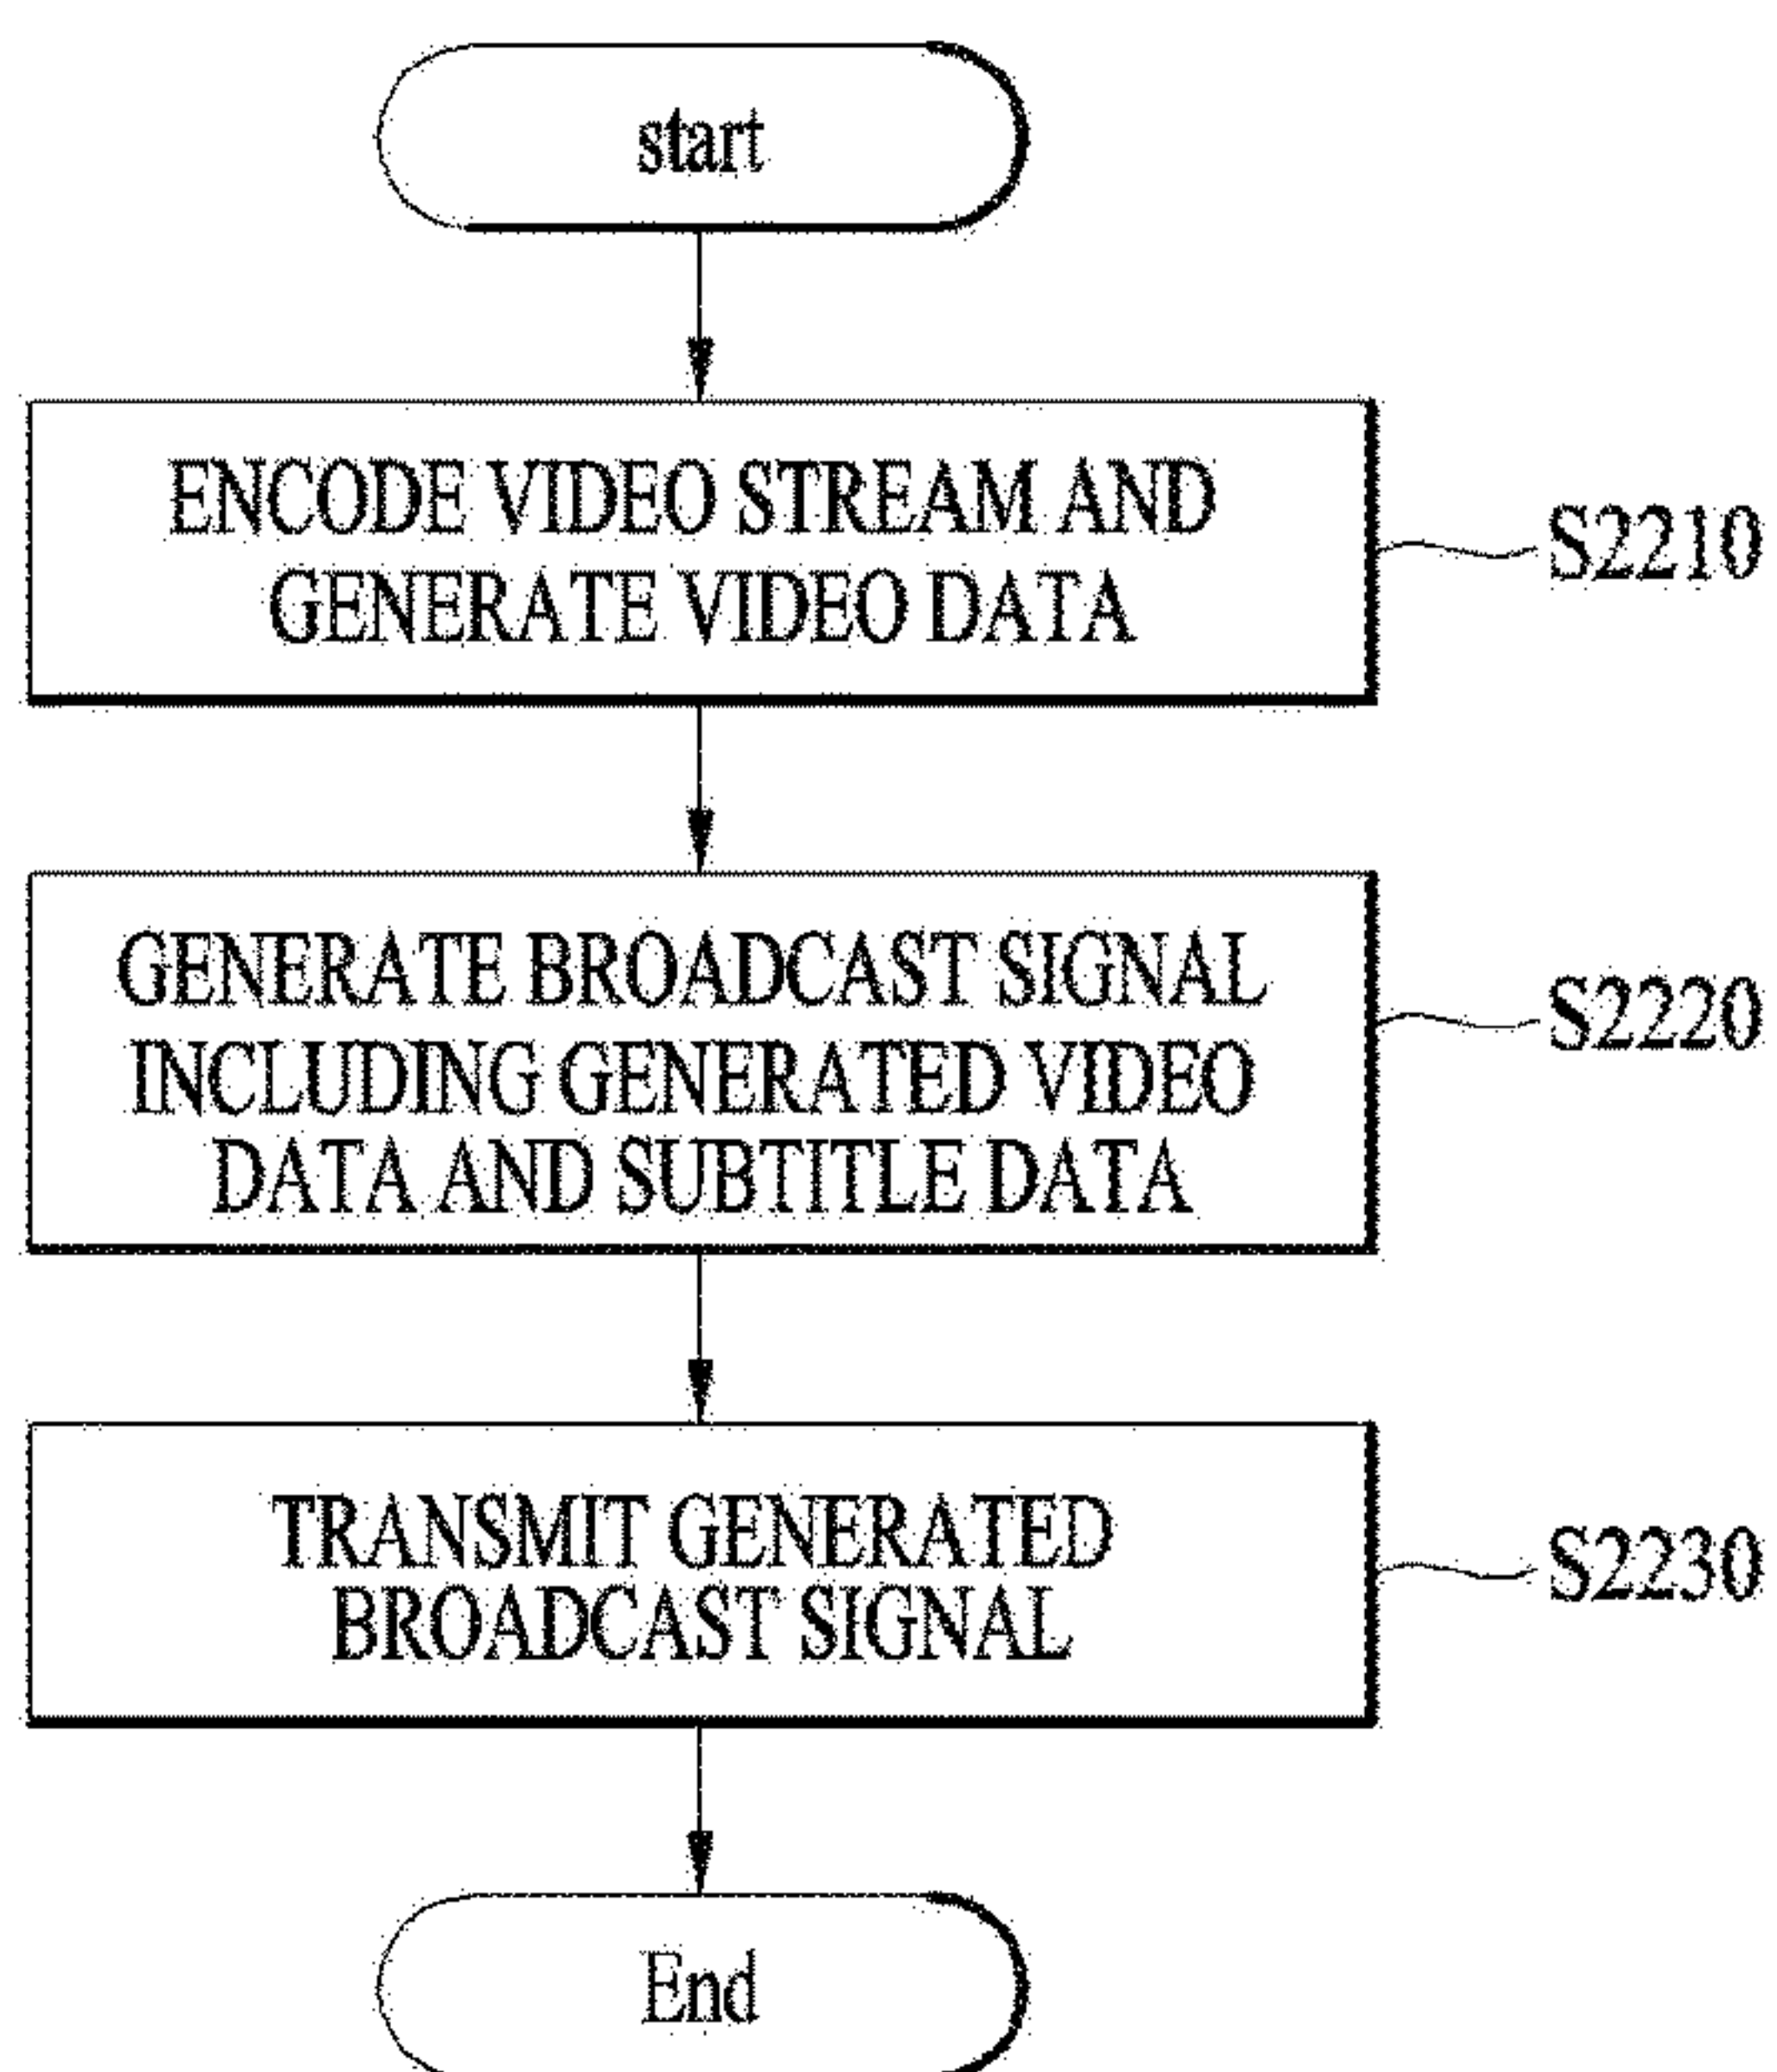 start
ENCODE VIDEO STREAM AND
GENERATE VIDEO DATA
S2210
GENERATE BROADCAST SIGNAL
INCLUDING GENERATED VIDEO
DATA AND SUBTITLE DATA
S2220
TRANSMIT GENERATED
BROADCAST SIGNAL
S2230
End